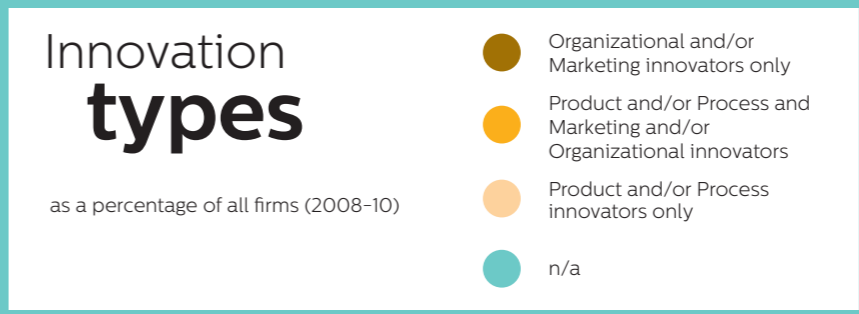 Innovation
types
as a percentage of all firms (2008-10)
Organizational and/or
Marketing innovators only
Product and/or Process and
Marketing and/or
Organizational innovators
Product and/or Process
innovators only
n/a